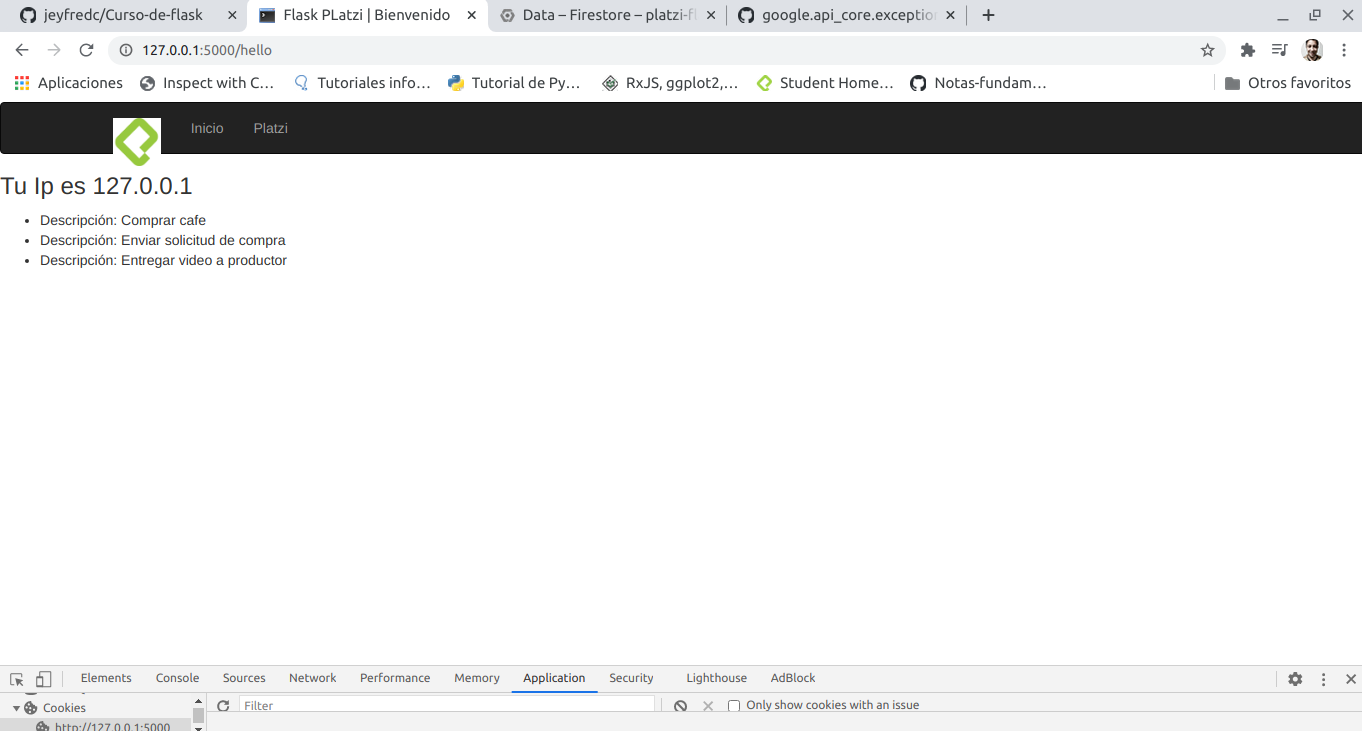 jeyfredc/Curso-de-flask
Flask PLatzi | Bienvenido
Data – Firestore – platzi-fl
google.api_core.exception
127.0.0.1:5000/hello
Aplicaciones
Inspect with C...
Tutoriales info...
Tutorial de Py...
RxJS, ggplot2,...
Student Home...
Notas-fundam...
Otros favoritos
Inicio
Platzi
Tu Ip es 127.0.0.1
• Descripción: Comprar cafe
• Descripción: Enviar solicitud de compra
• Descripción: Entregar video a productor
Elements
Console
Sources
Network
Performance
Memory
Application
Security
Lighthouse
AdBlock
Cookies
Filter
Only show cookies with an issue
http://127.0.0.1:5000